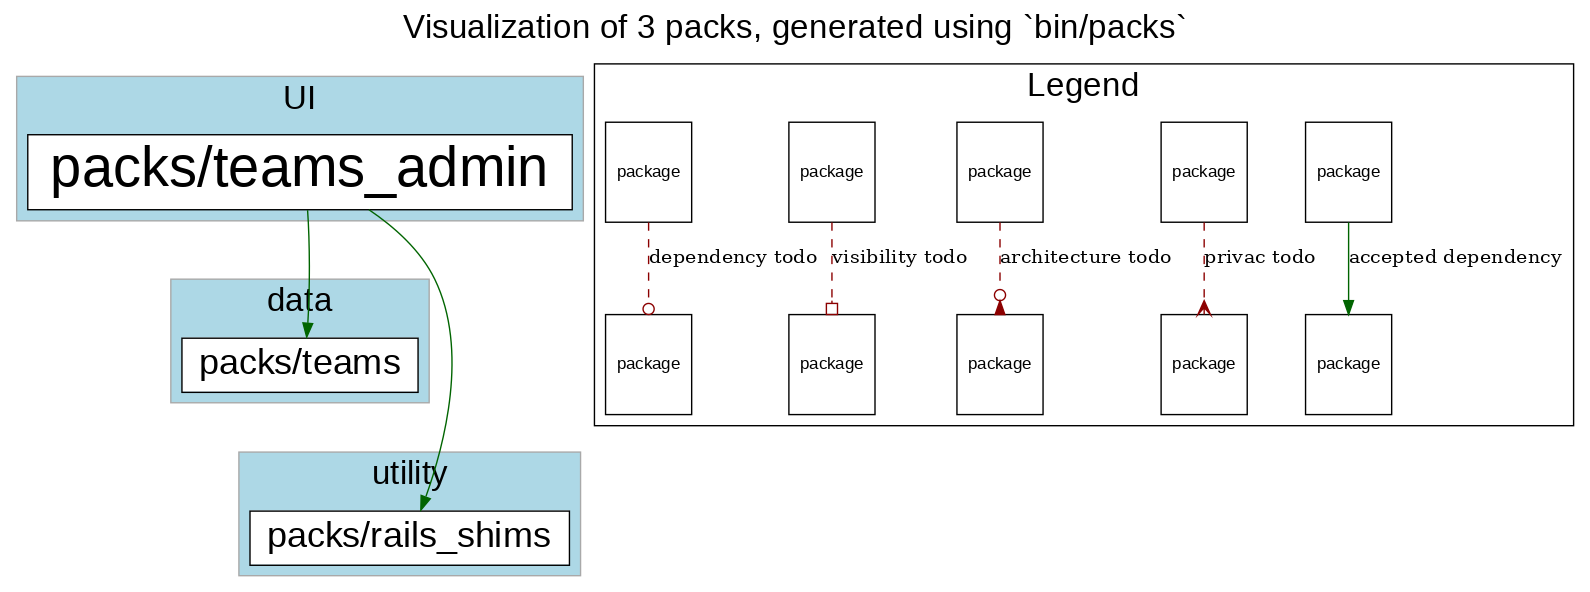 Visualization of 3 packs, generated using `bin/packs`
UI
packs/teams_admin
data
packs/teams
utility
packs/rails_shims
Legend
package
package
package
package
package
dependency todo
visibility todo
architecture todo
privac todo
accepted dependency
package
package
package
package
package